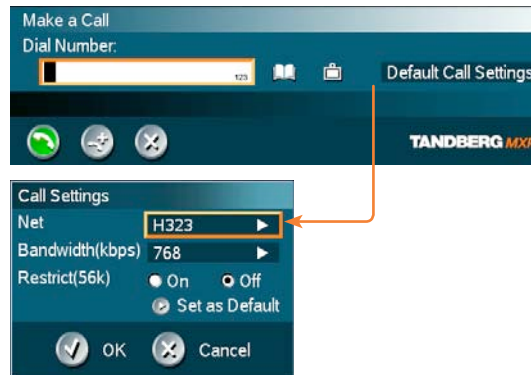 Make a Call
Dial Number:
123
Default Call Settings
TANDBERG MXP
Call Settings
Net H323
Bandwidth(kbps) 768
Restrict(56k) On Off
Set as Default
OK Cancel